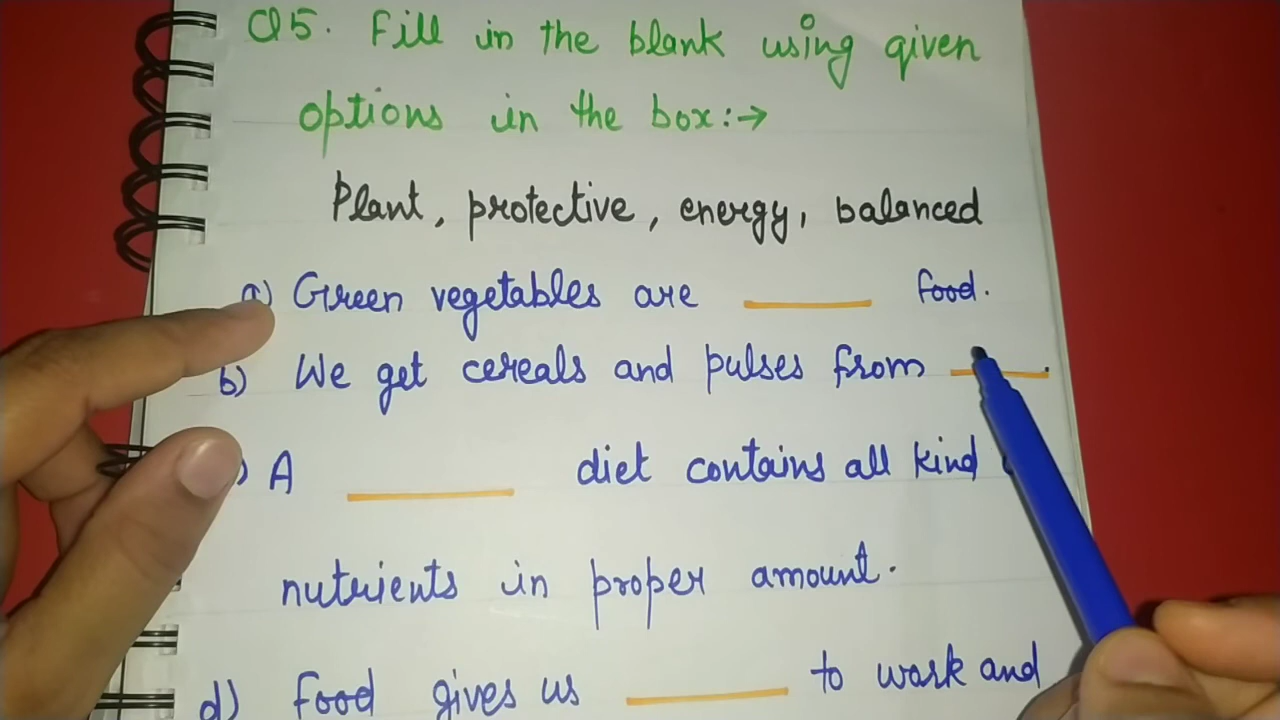 Q5. Fill in the blank using given
options in the box:→
Plant, protective, energy, balanced
a) Green vegetables are ______ food.
b) We get cereals and pulses from ______.
) A ______ diet contains all kind
nutrients in proper amount.
d) Food gives us ______ to work and